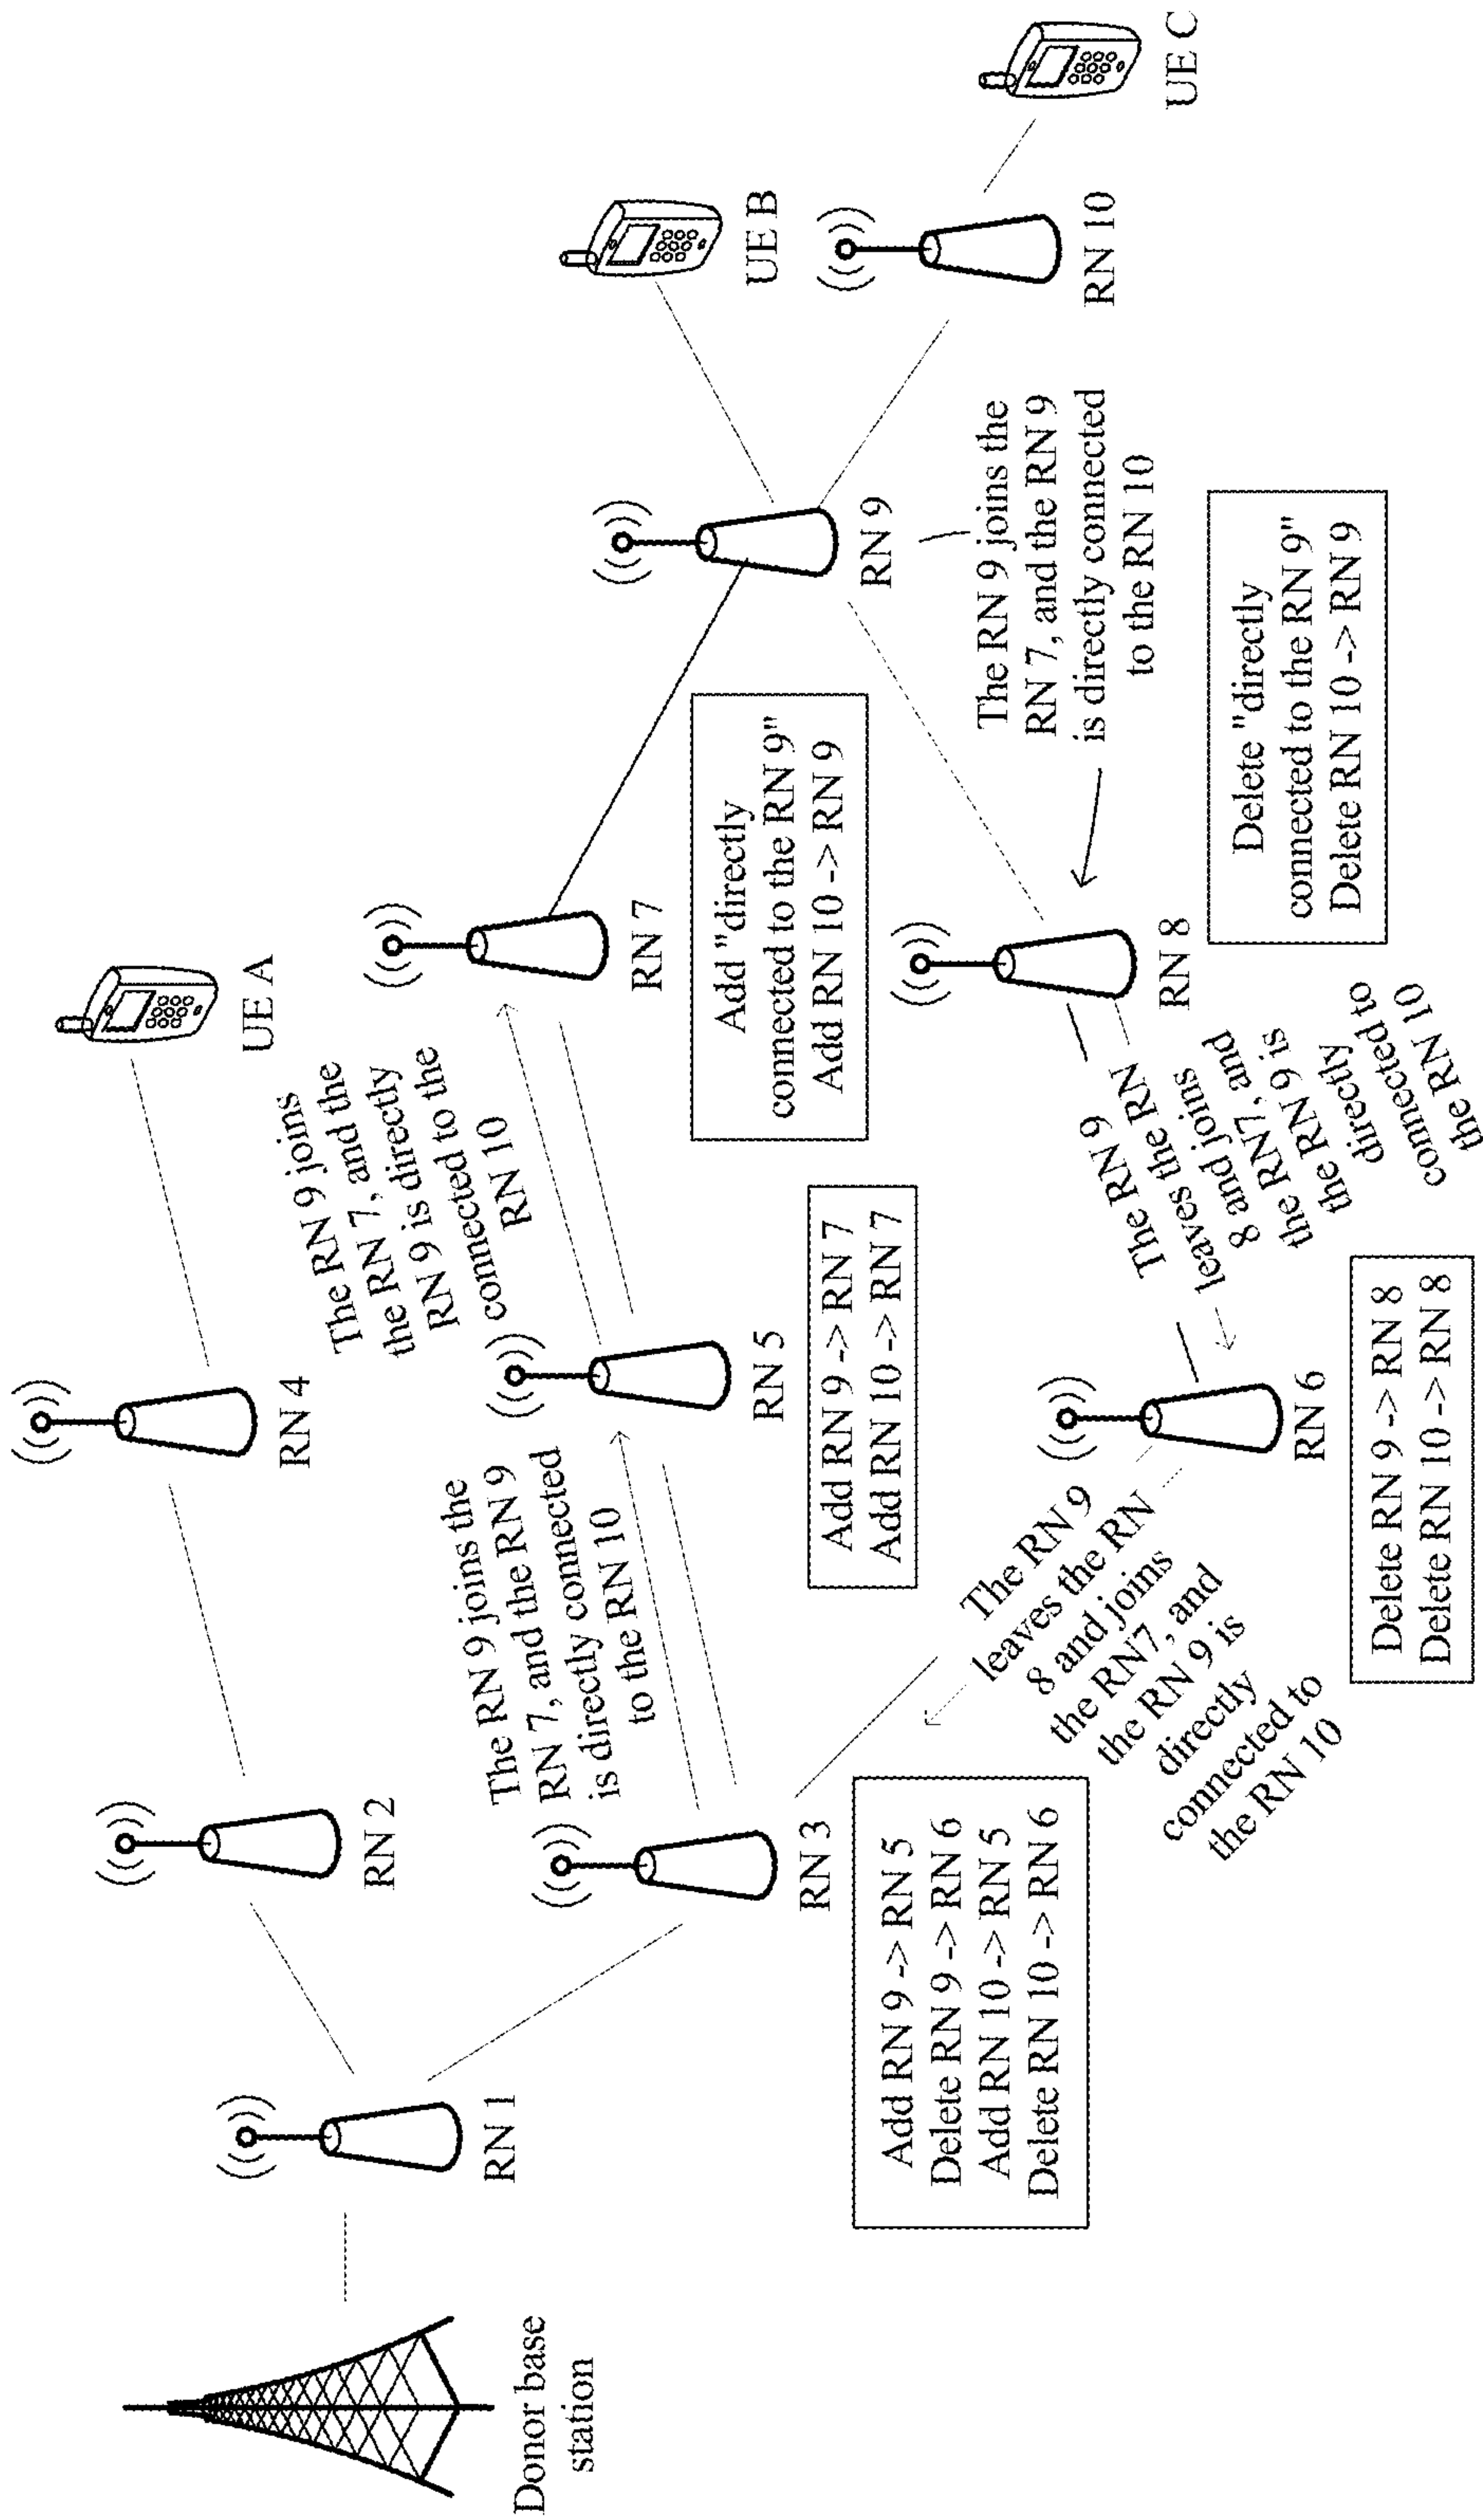 Donor base
station
RN 1
RN 2
RN 3
Add RN 9 -> RN 5
Delete RN 9 -> RN 6
Add RN 10 -> RN 5
Delete RN 10 -> RN 6
RN 4
UE A
The RN 9 joins the
RN 7, and the RN 9
is directly connected
to the RN 10
RN 5
Add RN 9 -> RN 7
Add RN 10 -> RN 7
The RN 9 joins
the RN 7, and the
RN 9 is directly
connected to the
RN 10
RN 7
Add "directly
connected to the RN 9"
Add RN 10 -> RN 9
The RN 9
leaves the RN
8 and joins
the RN7, and
the RN 9 is
directly
connected to
the RN 10
RN 6
Delete RN 9 -> RN 8
Delete RN 10 -> RN 8
The RN 9
leaves the RN
8 and joins
the RN7, and
the RN 9 is
directly
connected to
the RN 10
RN 8
Delete "directly
connected to the RN 9"
Delete RN 10 -> RN 9
The RN 9 joins the
RN 7, and the RN 9
is directly connected
to the RN 10
RN 9
UE B
RN 10
UE C